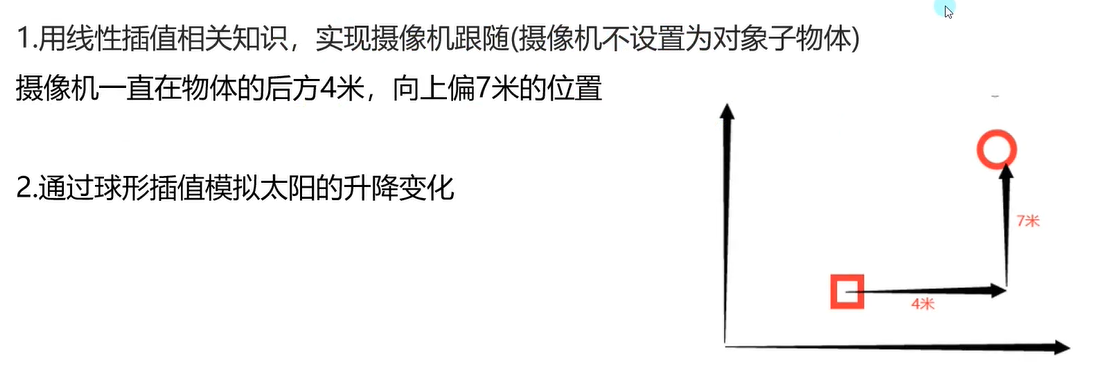 1.用线性插值相关知识，实现摄像机跟随(摄像机不设置为对象子物体)
摄像机一直在物体的后方4米，向上偏7米的位置
2.通过球形插值模拟太阳的升降变化
7米
4米